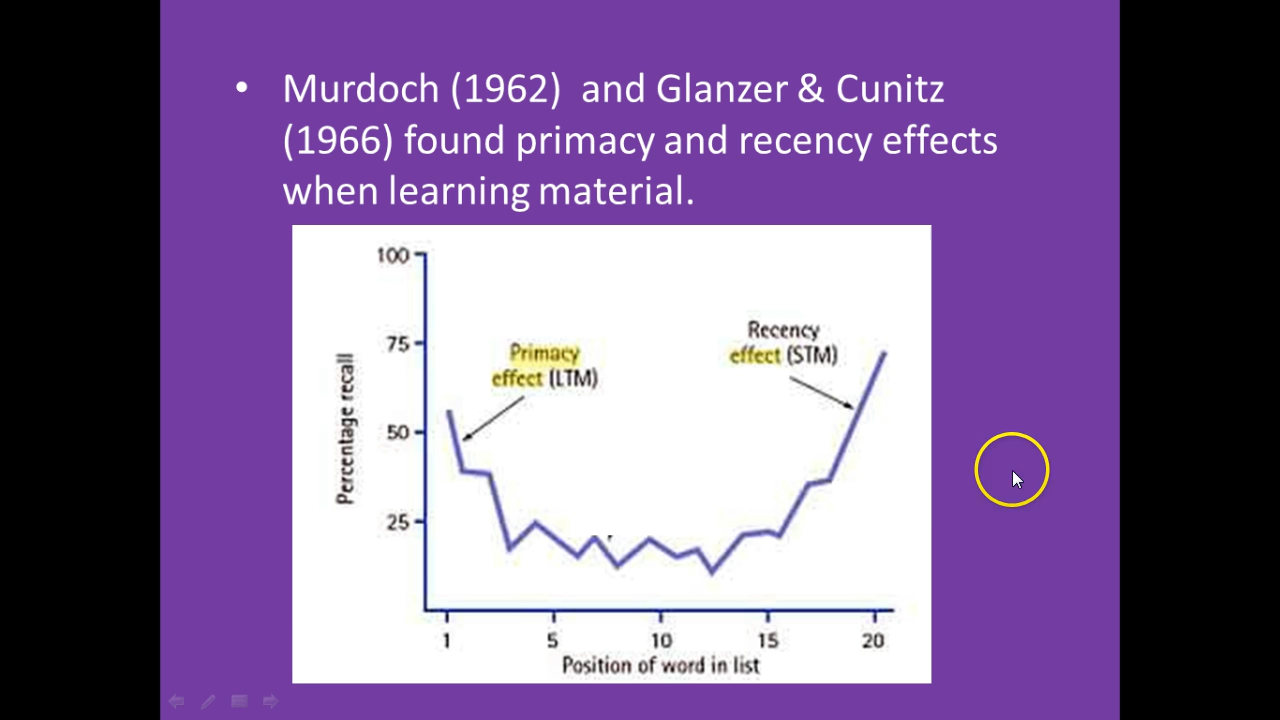 • Murdoch (1962)  and Glanzer & Cunitz
(1966) found primacy and recency effects
when learning material.
100
75
50
25
Percentage recall
Primacy
effect (LTM)
Recency
effect (STM)
1 5 10 15 20
Position of word in list